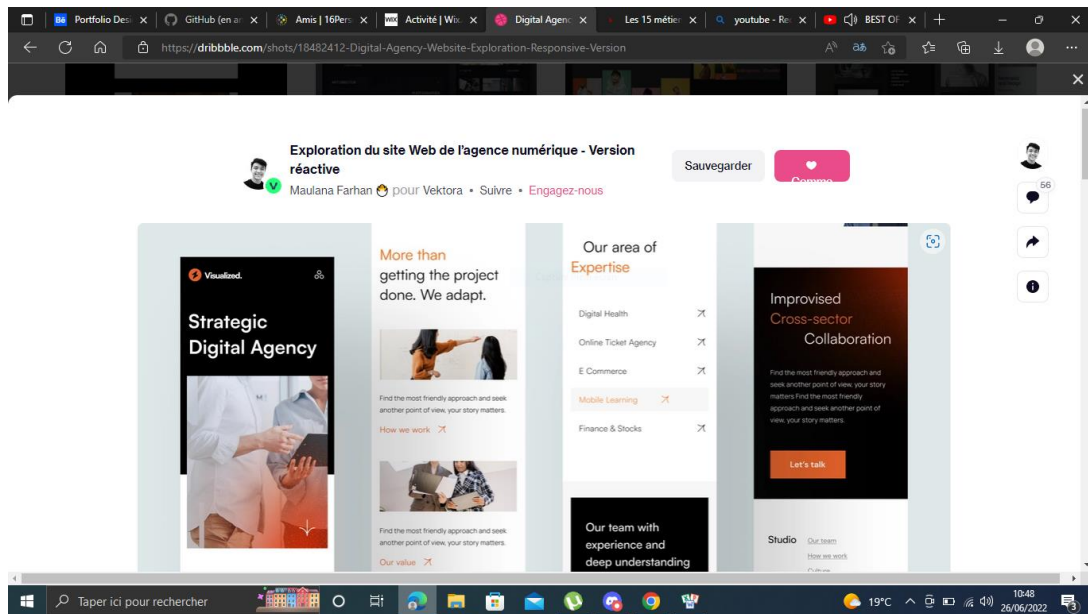 Portfolio Desi
GitHub (en an
Amis | 16Pers
Activité | Wix
Digital Agenc
Les 15 métier
youtube - Re
BEST OF
https://dribbble.com/shots/18482412-Digital-Agency-Website-Exploration-Responsive-Version
Exploration du site Web de l'agence numérique - Version
réactive
Maulana Farhan pour Vektora • Suivre • Engagez-nous
Sauvegarder
56
Visualized.
Strategic
Digital Agency
More than
getting the project
done. We adapt.
Find the most friendly approach and seek
another point of view, your story matters.
How we work
Find the most friendly approach and seek
another point of view, your story matters.
Our value
Our area of
Expertise
Digital Health
Online Ticket Agency
E Commerce
Mobile Learning
Finance & Stocks
Our team with
experience and
deep understanding
Improvised
Cross-sector
Collaboration
Find the most friendly approach and
seek another point of view, your story
matters Find the most friendly
approach and seek another point of
view, your story matters.
Let's talk
Studio
Our team
How we work
Culture
Taper ici pour rechercher
19°C
10:48
26/06/2022